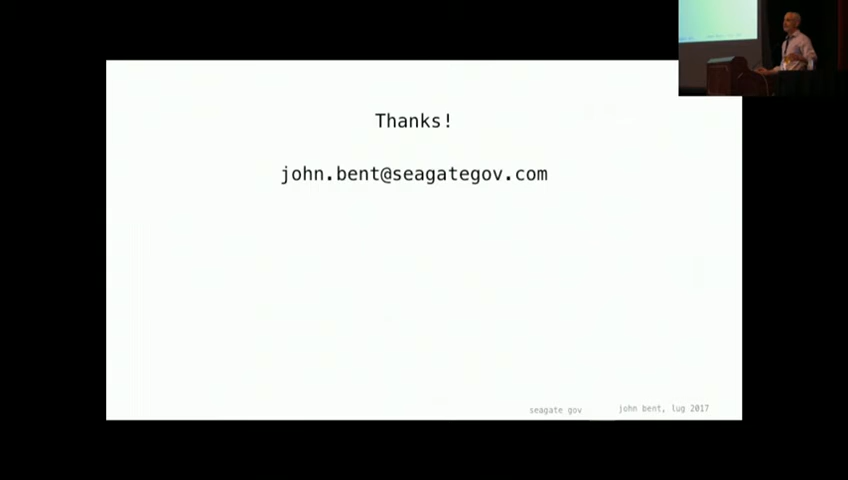 Thanks!
john.bent@seagategov.com
seagate gov
john bent, lug 2017